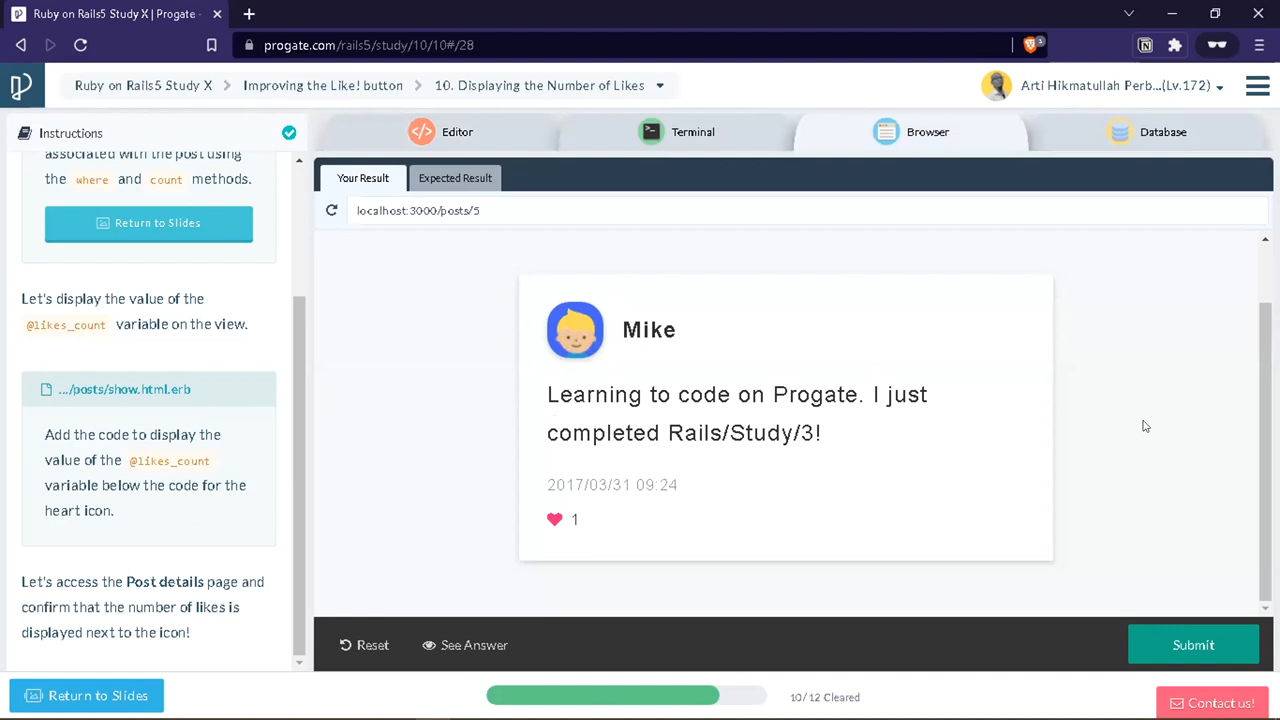 Ruby on Rails5 Study X | Progate -
progate.com/rails5/study/10/10#/28
3
Ruby on Rails5 Study X
Improving the Like! button
10. Displaying the Number of Likes
Arti Hikmatullah Perb...(Lv.172)
Instructions
Editor
Terminal
Browser
Database
associated with the post using
the where and count methods.
Return to Slides
Let's display the value of the
@likes_count variable on the view.
.../posts/show.html.erb
Add the code to display the
value of the @likes_count
variable below the code for the
heart icon.
Let's access the Post details page and
confirm that the number of likes is
displayed next to the icon!
Your Result
Expected Result
localhost:3000/posts/5
Mike
Learning to code on Progate. I just
completed Rails/Study/3!
2017/03/31 09:24
1
Reset
See Answer
Submit
Return to Slides
10/12 Cleared
Contact us!